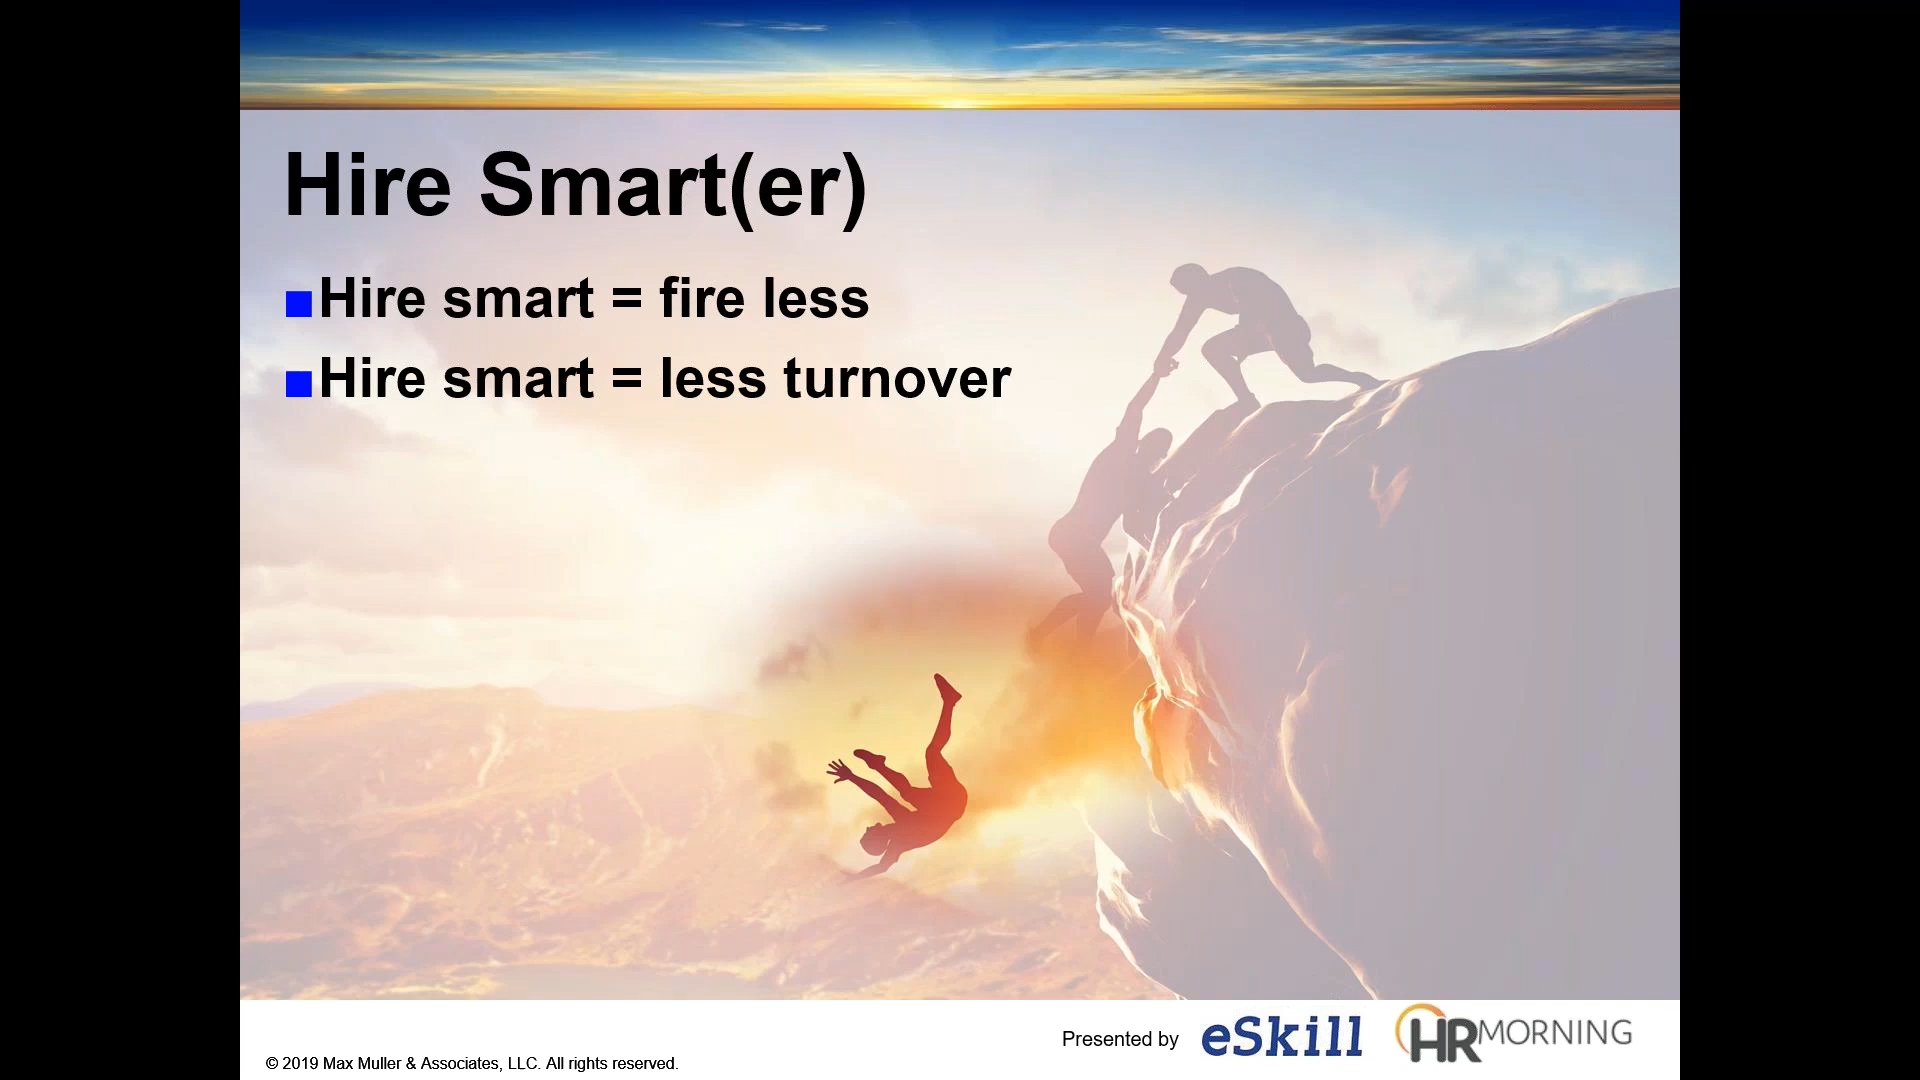 Hire Smart(er)
Hire smart = fire less
Hire smart = less turnover
Presented by eSkill HRMORNING
© 2019 Max Muller & Associates, LLC. All rights reserved.